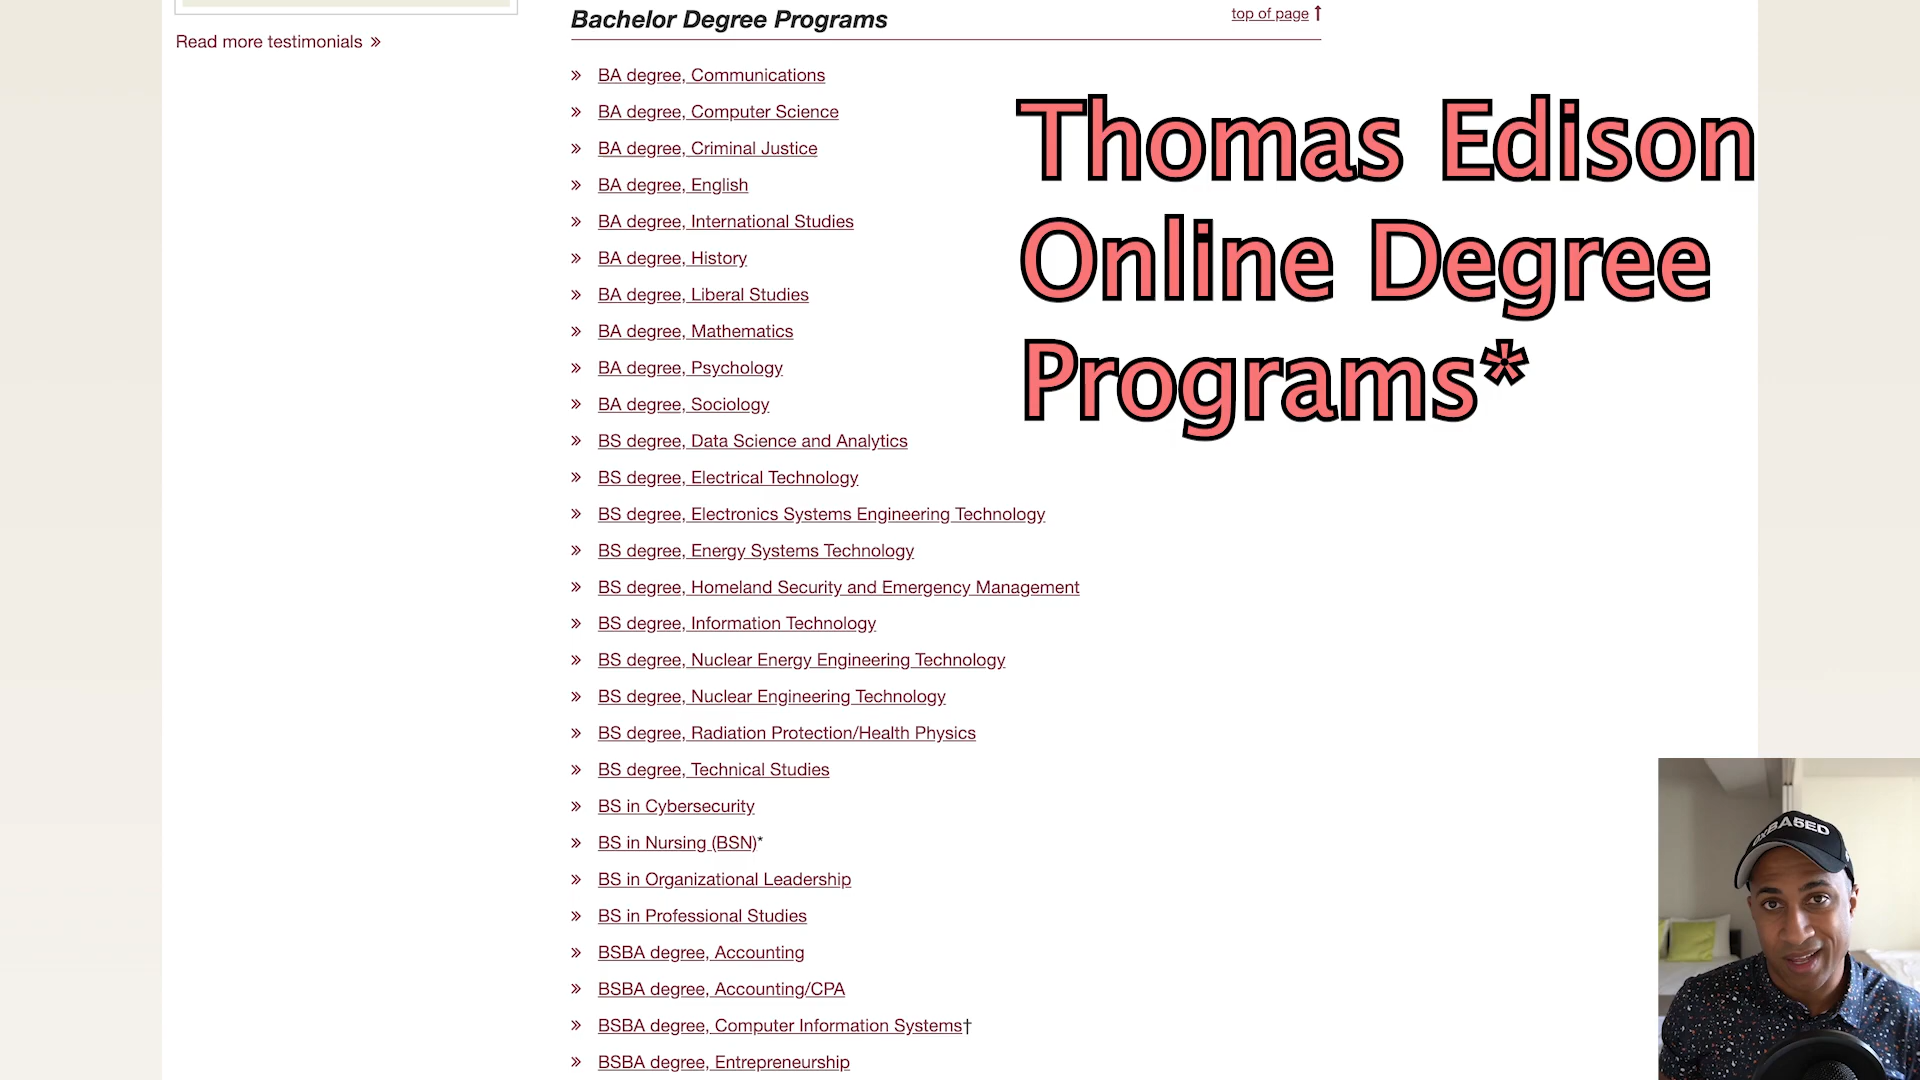 Bachelor Degree Programs
top of page
Read more testimonials »
» BA degree, Communications
» BA degree, Computer Science
» BA degree, Criminal Justice
» BA degree, English
» BA degree, International Studies
» BA degree, History
» BA degree, Liberal Studies
» BA degree, Mathematics
» BA degree, Psychology
» BA degree, Sociology
» BS degree, Data Science and Analytics
» BS degree, Electrical Technology
» BS degree, Electronics Systems Engineering Technology
» BS degree, Energy Systems Technology
» BS degree, Homeland Security and Emergency Management
» BS degree, Information Technology
» BS degree, Nuclear Energy Engineering Technology
» BS degree, Nuclear Engineering Technology
» BS degree, Radiation Protection/Health Physics
» BS degree, Technical Studies
» BS in Cybersecurity
» BS in Nursing (BSN)*
» BS in Organizational Leadership
» BS in Professional Studies
» BSBA degree, Accounting
» BSBA degree, Accounting/CPA
» BSBA degree, Computer Information Systems†
» BSBA degree, Entrepreneurship
Thomas Edison
Online Degree
Programs*